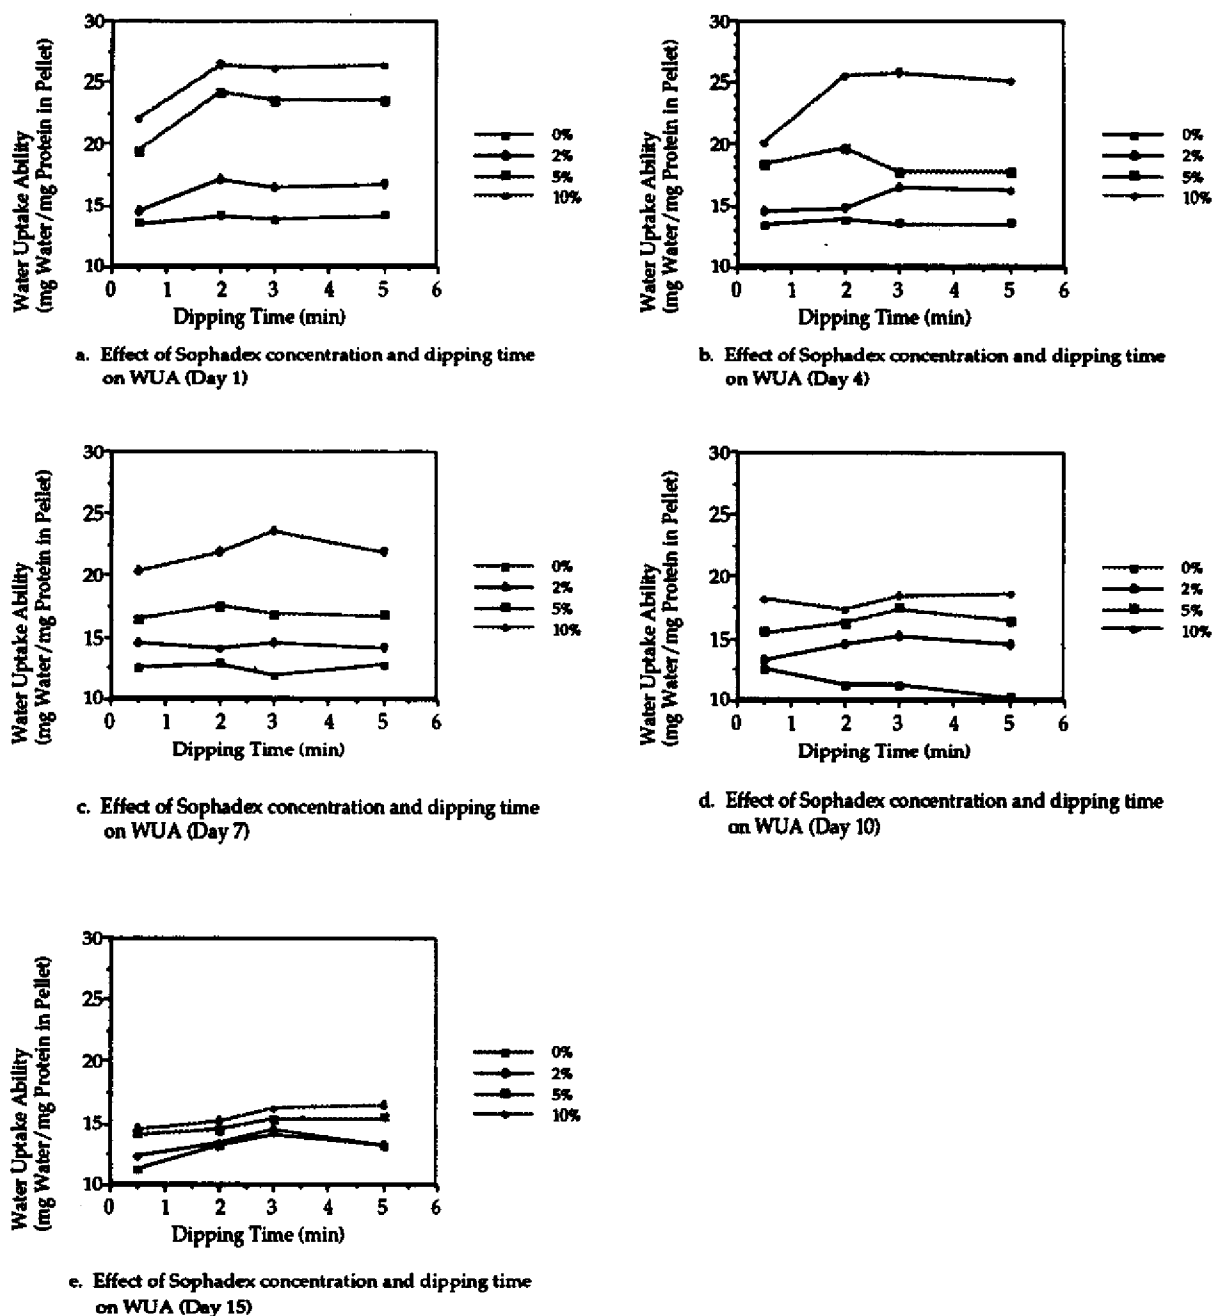 Water Uptake Ability
(mg Water/mg Protein in Pellet)
30
25
20
15
10
0 1 2 3 4 5 6
Dipping Time (min)
0%
2%
5%
10%
a. Effect of Sophadex concentration and dipping time
on WUA (Day 1)
Water Uptake Ability
(mg Water/mg Protein in Pellet)
30
25
20
15
10
0 1 2 3 4 5 6
Dipping Time (min)
0%
2%
5%
10%
b. Effect of Sophadex concentration and dipping time
on WUA (Day 4)
Water Uptake Ability
(mg Water/mg Protein in Pellet)
30
25
20
15
10
0 1 2 3 4 5 6
Dipping Time (min)
0%
2%
5%
10%
c. Effect of Sophadex concentration and dipping time
on WUA (Day 7)
Water Uptake Ability
(mg Water/mg Protein in Pellet)
30
25
20
15
10
0 1 2 3 4 5 6
Dipping Time (min)
0%
2%
5%
10%
d. Effect of Sophadex concentration and dipping time
on WUA (Day 10)
Water Uptake Ability
(mg Water/mg Protein in Pellet)
30
25
20
15
10
0 1 2 3 4 5 6
Dipping Time (min)
0%
2%
5%
10%
e. Effect of Sophadex concentration and dipping time
on WUA (Day 15)